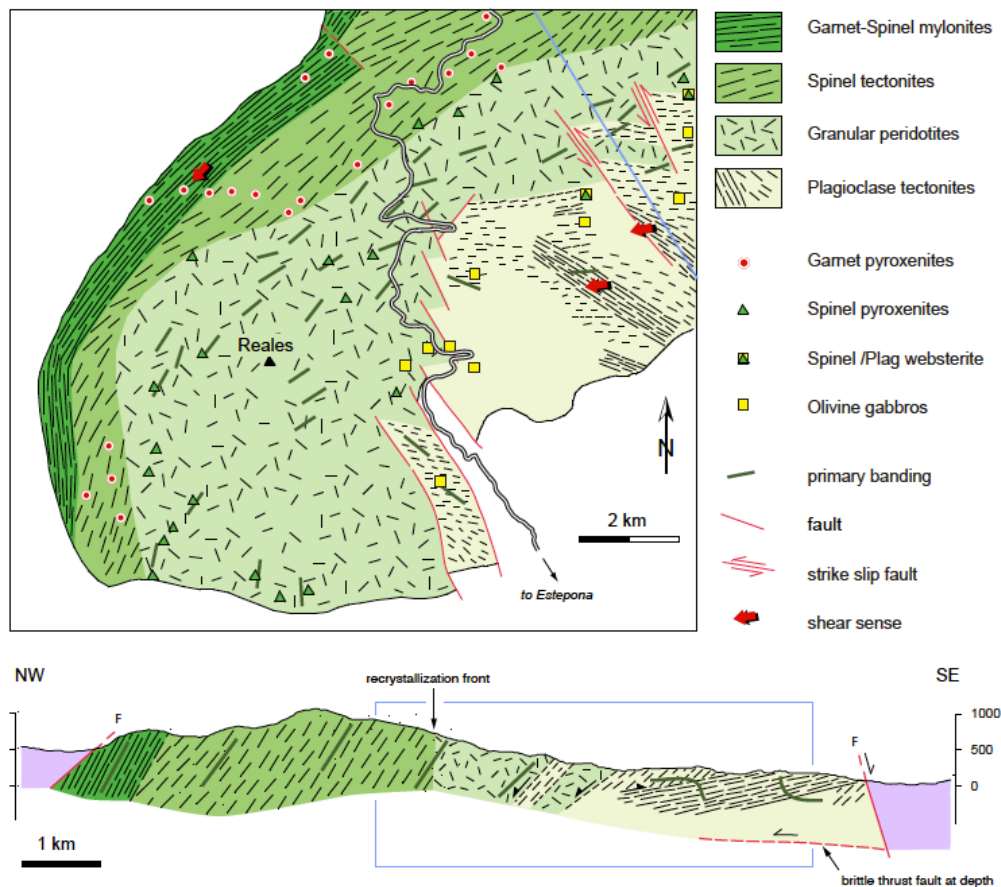 Reales
N
2 km
to Estepona
Garnet-Spinel mylonites
Spinel tectonites
Granular peridotites
Plagioclase tectonites
Garnet pyroxenites
Spinel pyroxenites
Spinel /Plag websterite
Olivine gabbros
primary banding
fault
strike slip fault
shear sense
NW
SE
recrystallization front
F
F
1000
500
0
1 km
brittle thrust fault at depth